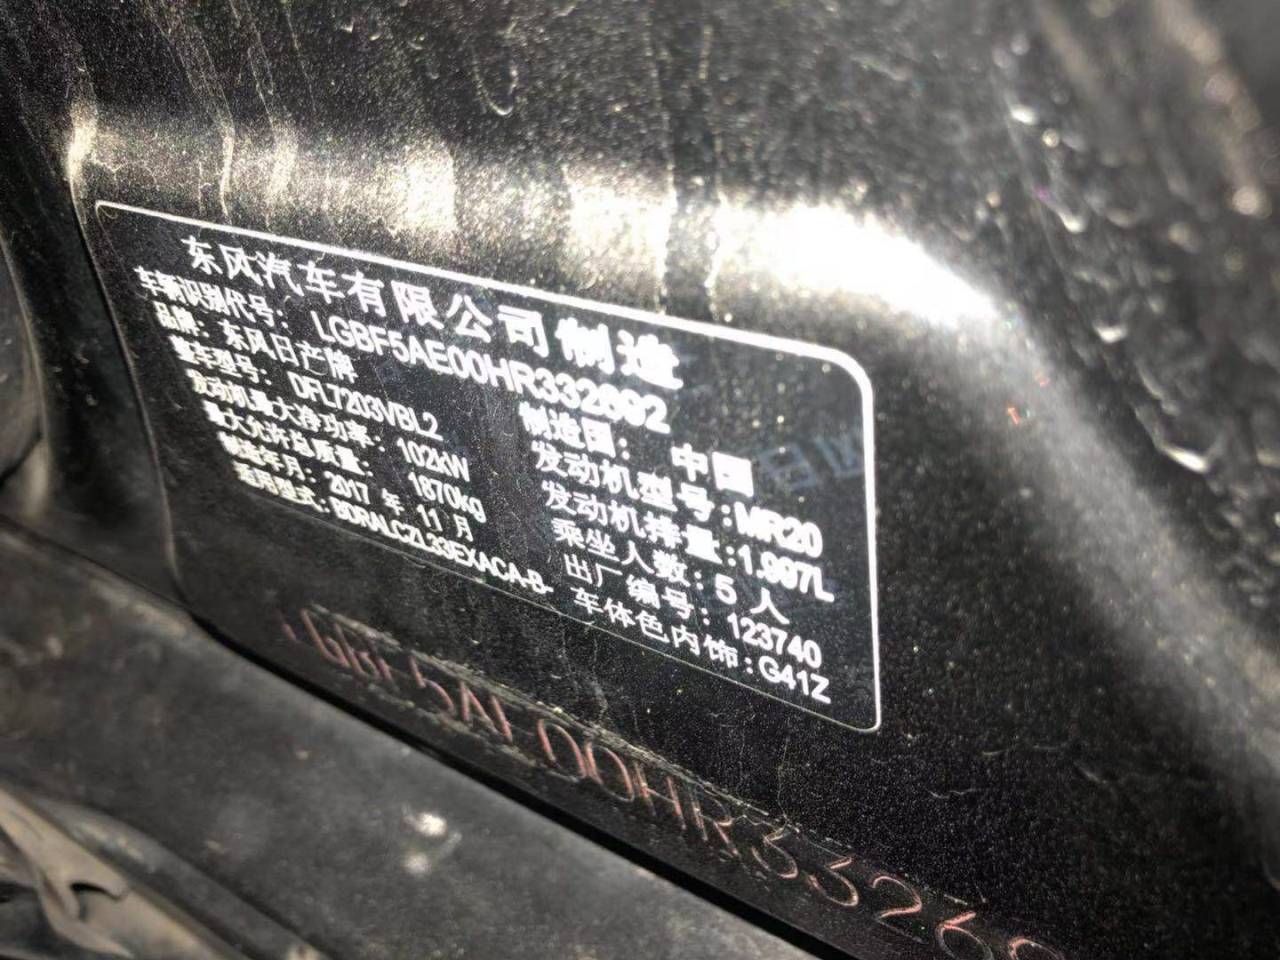 东风汽车有限公司制造
车辆识别代号: LGBF5AE00HR332692
品牌: 东风日产牌 制造国: 中国
整车型号: DFL7203VBL2 发动机型号:MR20
发动机最大净功率: 102kW 发动机排量:1.997L
最大允许总质量: 1870kg 乘坐人数: 5 人
制造年月: 2017 年 11 月 出厂编号: 123740
适用型式: BDRALCZL33EXACA-B- 车体色内饰:G41Z
LGBF5AE00HR33269